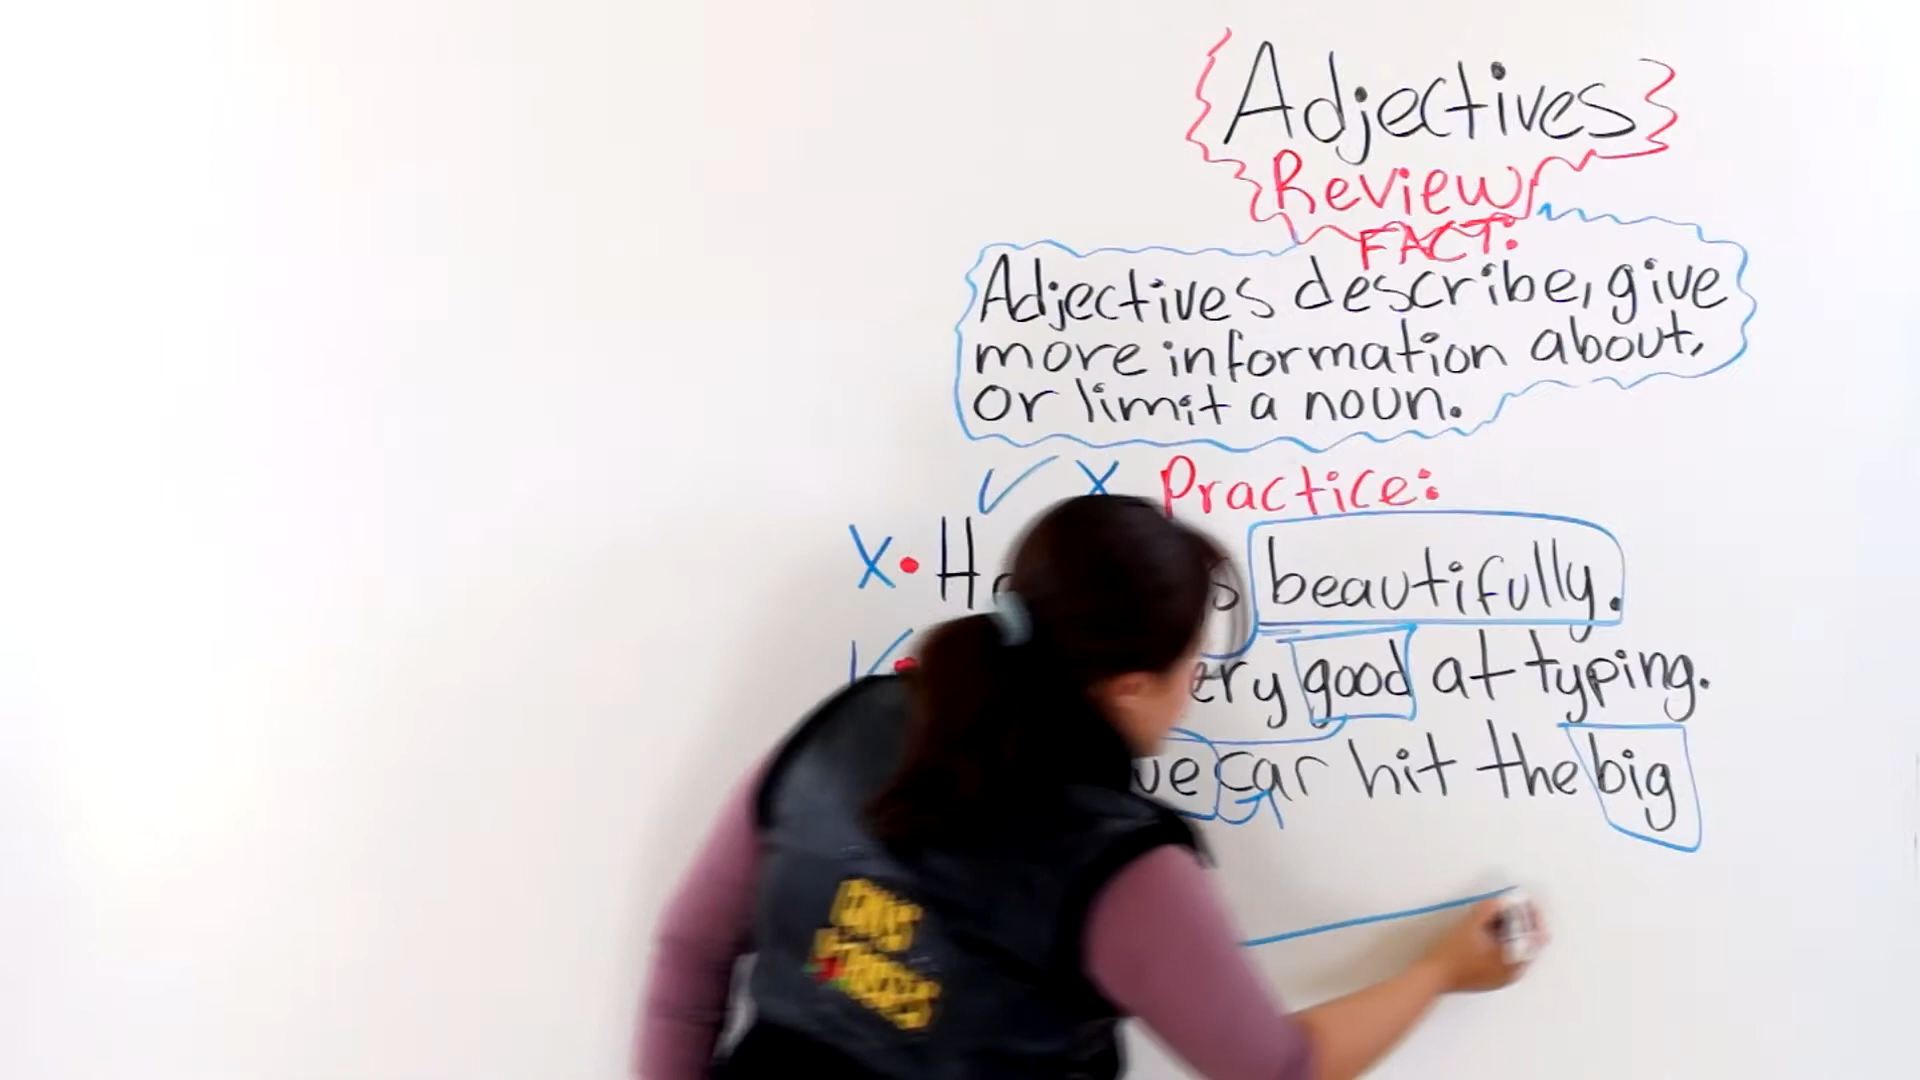 Adjectives
Review
FACT:
Adjectives describe, give
more information about,
or limit a noun.
✓ X Practice:
X • beautifully.
✓ • good at typing.
car hit the big